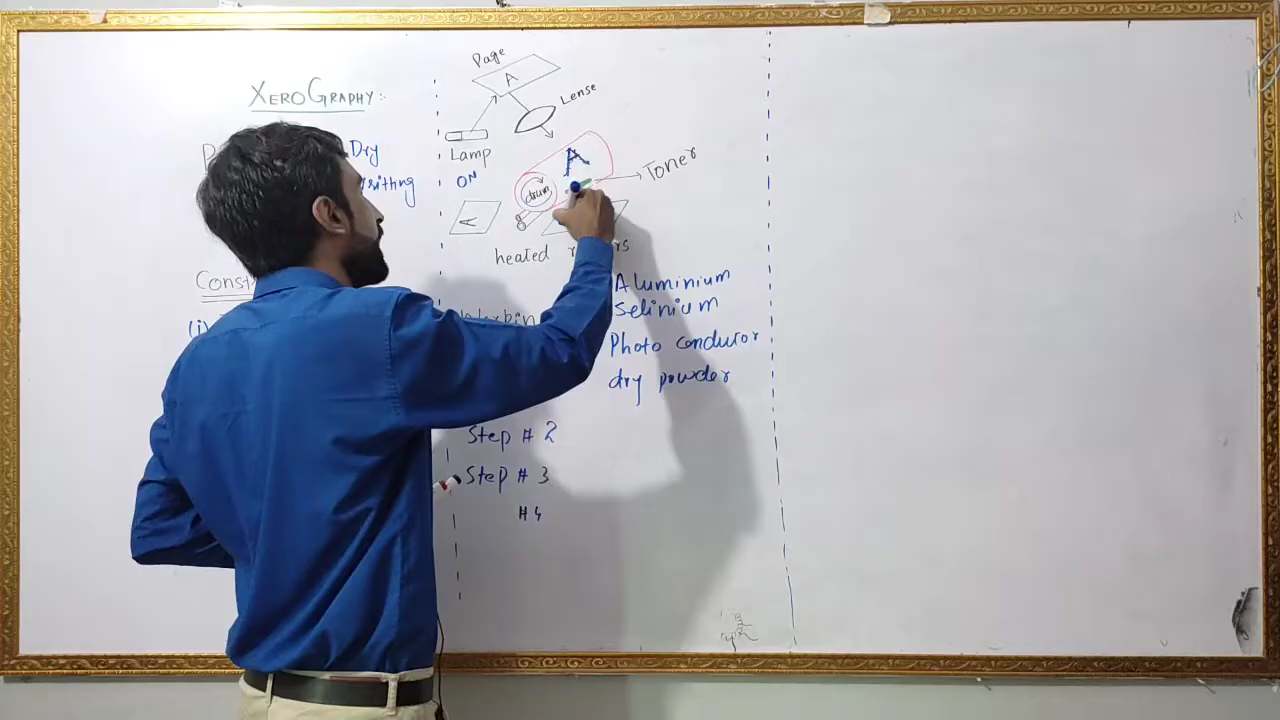 XEROGRAPHY:
Dry
Const
(i)
Page
A
Lense
Lamp
ON
A
drum
Toner
A
heated
Aluminium
Selinium
Photo condutor
dry powder
Step # 2
Step # 3
# 4